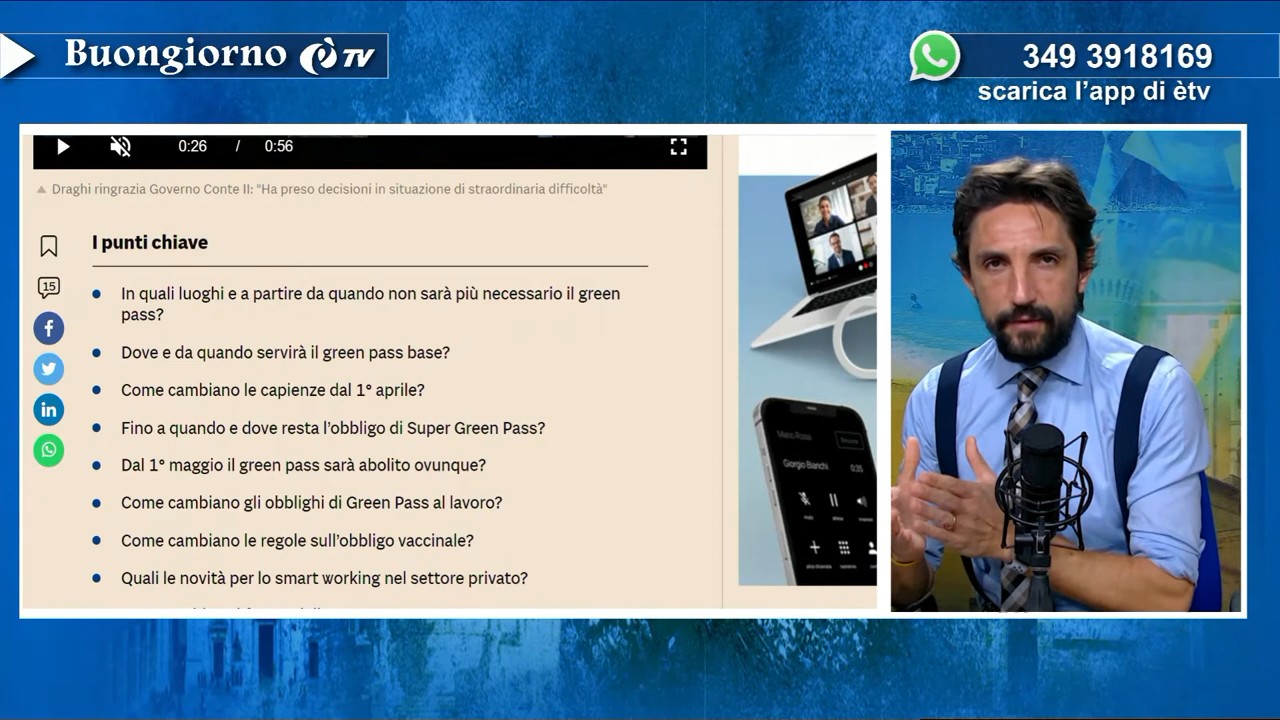 Buongiorno è TV
349 3918169
scarica l'app di ètv
0:26 / 0:56
Draghi ringrazia Governo Conte II: "Ha preso decisioni in situazione di straordinaria difficoltà"
I punti chiave
15
In quali luoghi e a partire da quando non sarà più necessario il green
pass?
Dove e da quando servirà il green pass base?
Come cambiano le capienze dal 1° aprile?
Fino a quando e dove resta l'obbligo di Super Green Pass?
Dal 1° maggio il green pass sarà abolito ovunque?
Come cambiano gli obblighi di Green Pass al lavoro?
Come cambiano le regole sull'obbligo vaccinale?
Quali le novità per lo smart working nel settore privato?
Mario Rossi
Giorgio Bianchi 0:35